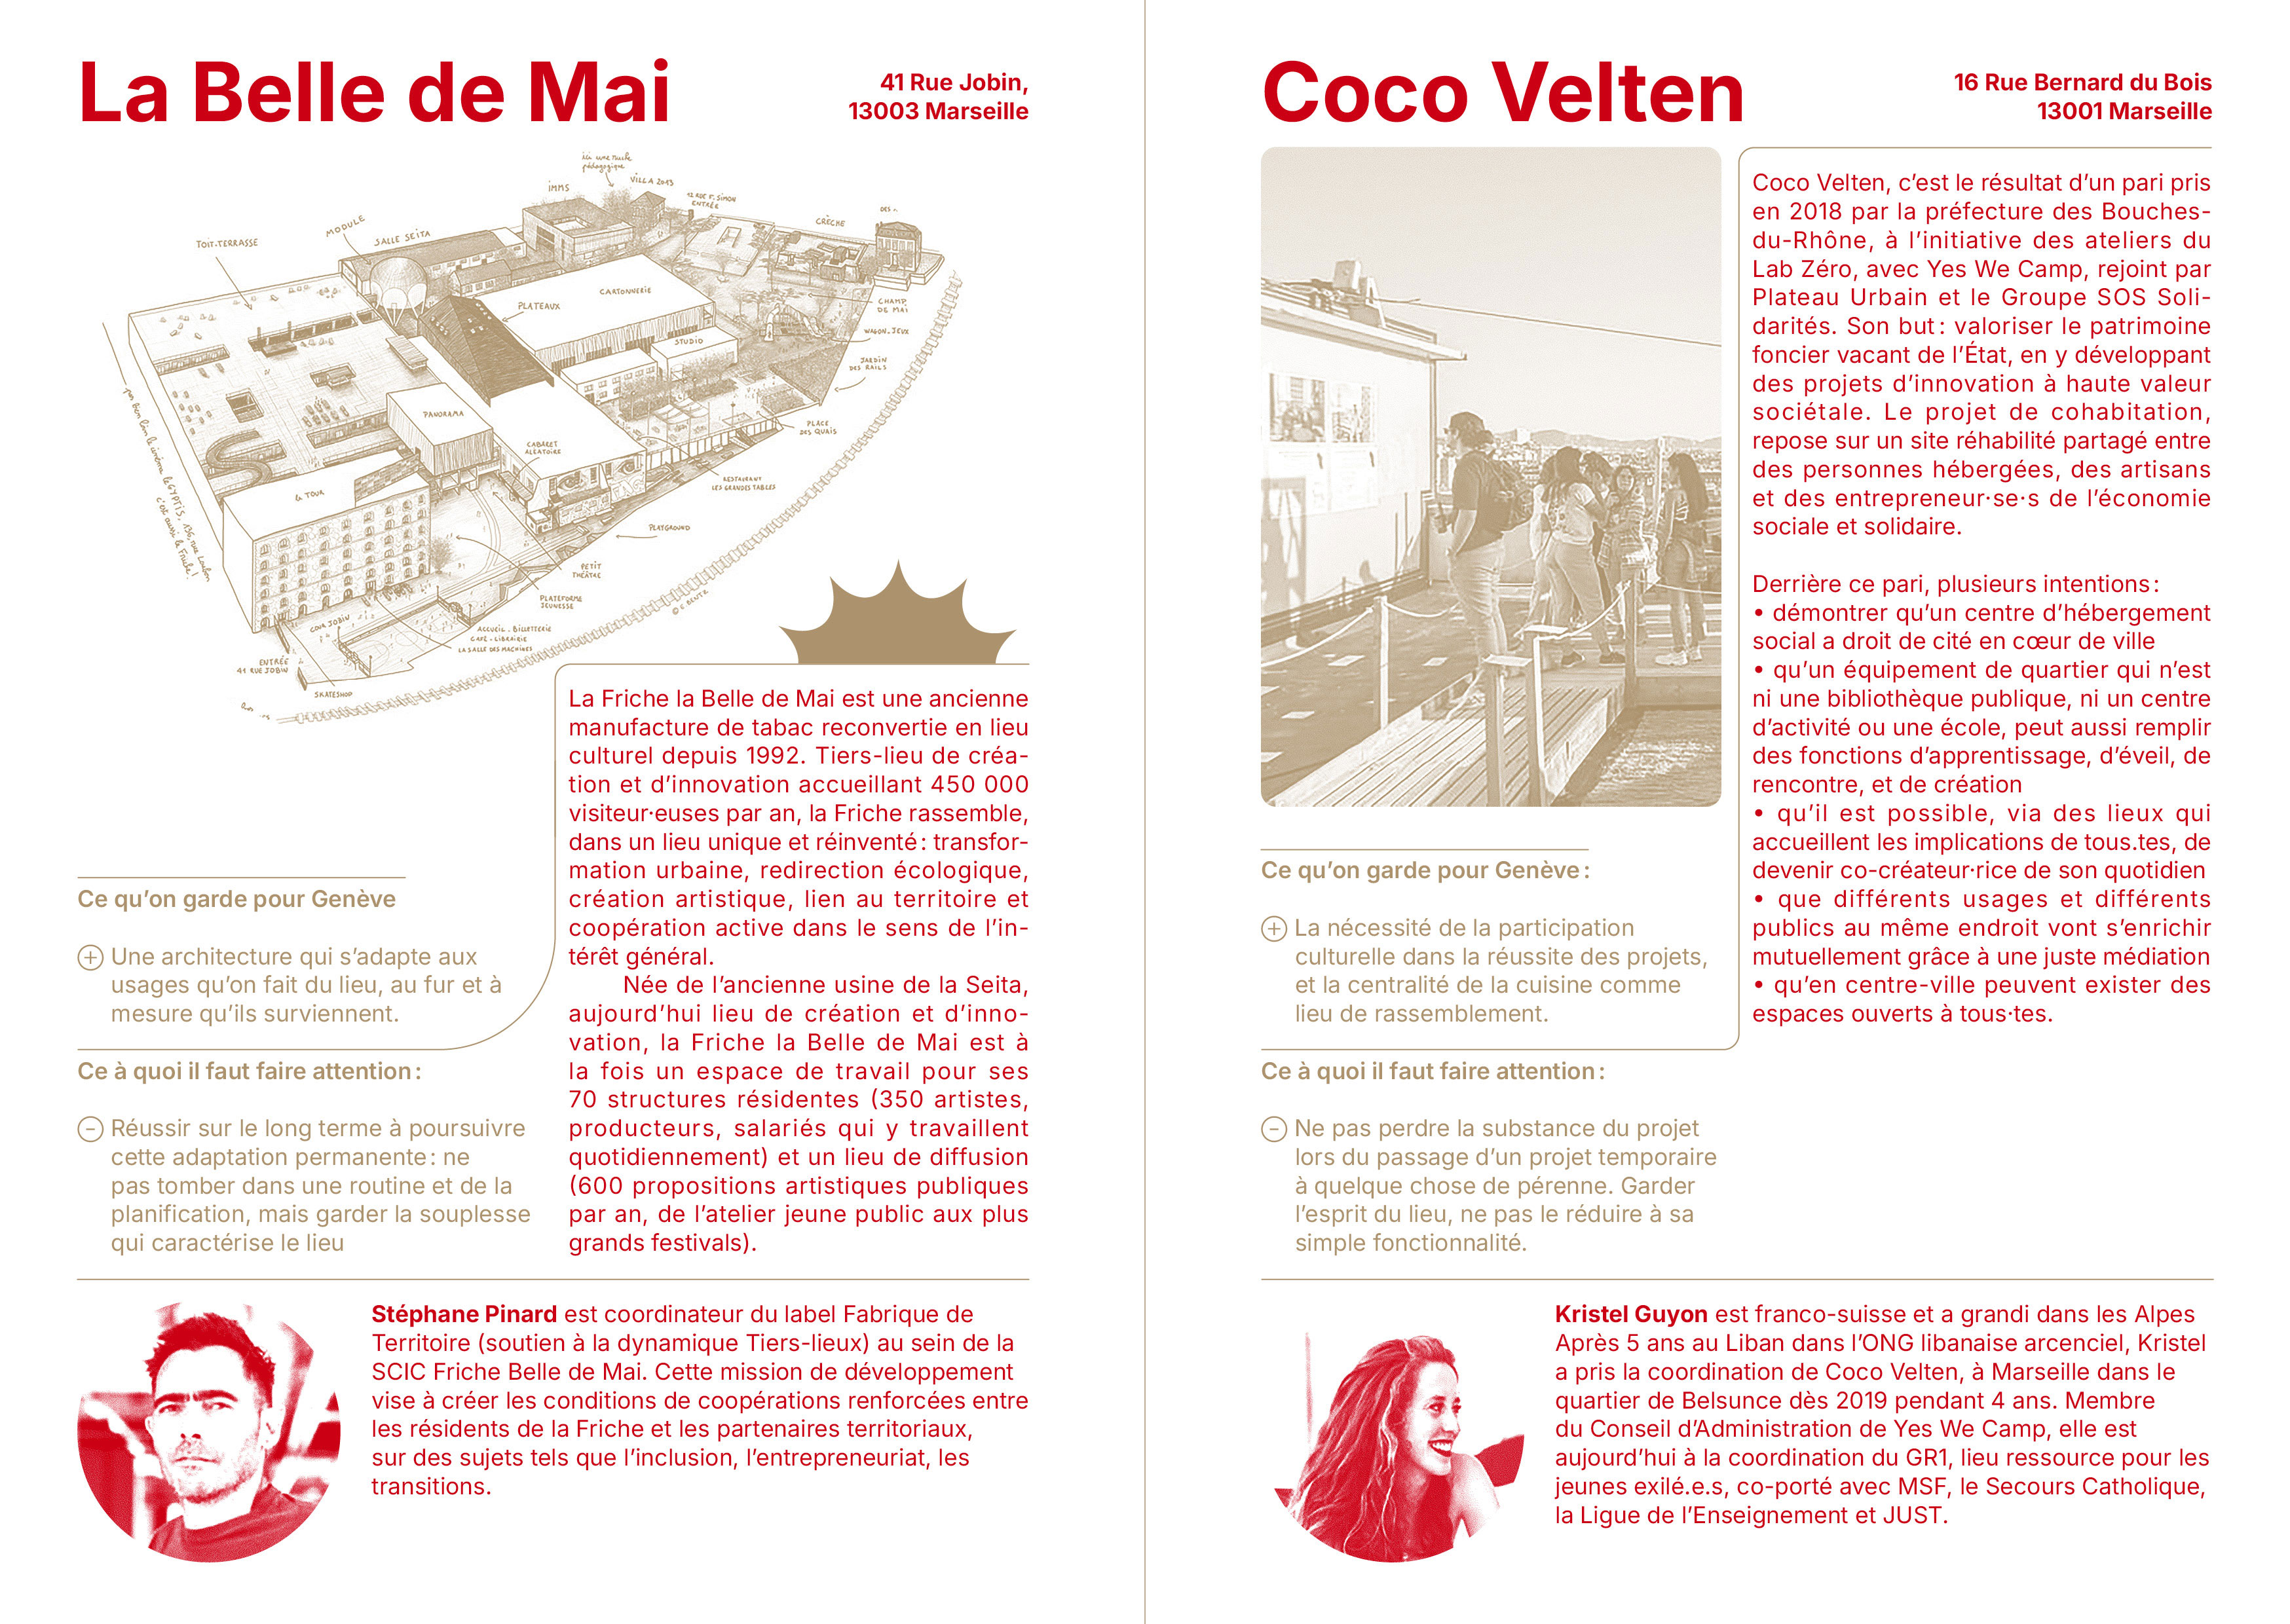 La Belle de Mai
41 Rue Jobin,
13003 Marseille
ici une ruche
pédagogique
IMMS
VILLA 2013
12 RUE F. SIMON
ENTRÉE
CRÈCHE
MODULE
SALLE SEITA
TOIT-TERRASSE
PLATEAUX
CARTONNERIE
CHAMP
DE MAI
WAGON-JEUX
STUDIO
JARDIN
DES RAILS
PANORAMA
PLACE
DES QUAIS
CABARET
ALÉATOIRE
RESTAURANT
LES GRANDES TABLES
LA TOUR
PLAYGROUND
PETIT
THÉÂTRE
PLATEFORME
JEUNESSE
COUR JOBIN
ACCUEIL - BILLETTERIE
CAFÉ - LIBRAIRIE
LA SALLE DES MACHINES
ENTRÉE
41 RUE JOBIN
SKATESHOP
La Friche la Belle de Mai est une ancienne
manufacture de tabac reconvertie en lieu
culturel depuis 1992. Tiers-lieu de créa-
tion et d’innovation accueillant 450 000
visiteur·euses par an, la Friche rassemble,
dans un lieu unique et réinventé : transfor-
mation urbaine, redirection écologique,
création artistique, lien au territoire et
coopération active dans le sens de l’in-
térêt général.
Née de l’ancienne usine de la Seita,
aujourd’hui lieu de création et d’inno-
vation, la Friche la Belle de Mai est à
la fois un espace de travail pour ses
70 structures résidentes (350 artistes,
producteurs, salariés qui y travaillent
quotidiennement) et un lieu de diffusion
(600 propositions artistiques publiques
par an, de l’atelier jeune public aux plus
grands festivals).
Ce qu’on garde pour Genève
+ Une architecture qui s’adapte aux
usages qu’on fait du lieu, au fur et à
mesure qu’ils surviennent.
Ce à quoi il faut faire attention :
- Réussir sur le long terme à poursuivre
cette adaptation permanente : ne
pas tomber dans une routine et de la
planification, mais garder la souplesse
qui caractérise le lieu
Stéphane Pinard est coordinateur du label Fabrique de
Territoire (soutien à la dynamique Tiers-lieux) au sein de la
SCIC Friche Belle de Mai. Cette mission de développement
vise à créer les conditions de coopérations renforcées entre
les résidents de la Friche et les partenaires territoriaux,
sur des sujets tels que l’inclusion, l’entrepreneuriat, les
transitions.
Coco Velten
16 Rue Bernard du Bois
13001 Marseille
Coco Velten, c’est le résultat d’un pari pris
en 2018 par la préfecture des Bouches-
du-Rhône, à l’initiative des ateliers du
Lab Zéro, avec Yes We Camp, rejoint par
Plateau Urbain et le Groupe SOS Soli-
darités. Son but : valoriser le patrimoine
foncier vacant de l’État, en y développant
des projets d’innovation à haute valeur
sociétale. Le projet de cohabitation,
repose sur un site réhabilité partagé entre
des personnes hébergées, des artisans
et des entrepreneur·se·s de l’économie
sociale et solidaire.
Derrière ce pari, plusieurs intentions :
• démontrer qu’un centre d’hébergement
social a droit de cité en cœur de ville
• qu’un équipement de quartier qui n’est
ni une bibliothèque publique, ni un centre
d’activité ou une école, peut aussi remplir
des fonctions d’apprentissage, d’éveil, de
rencontre, et de création
• qu’il est possible, via des lieux qui
accueillent les implications de tous.tes, de
devenir co-créateur·rice de son quotidien
• que différents usages et différents
publics au même endroit vont s’enrichir
mutuellement grâce à une juste médiation
• qu’en centre-ville peuvent exister des
espaces ouverts à tous·tes.
Ce qu’on garde pour Genève :
+ La nécessité de la participation
culturelle dans la réussite des projets,
et la centralité de la cuisine comme
lieu de rassemblement.
Ce à quoi il faut faire attention :
- Ne pas perdre la substance du projet
lors du passage d’un projet temporaire
à quelque chose de pérenne. Garder
l’esprit du lieu, ne pas le réduire à sa
simple fonctionnalité.
Kristel Guyon est franco-suisse et a grandi dans les Alpes
Après 5 ans au Liban dans l’ONG libanaise arcenciel, Kristel
a pris la coordination de Coco Velten, à Marseille dans le
quartier de Belsunce dès 2019 pendant 4 ans. Membre
du Conseil d’Administration de Yes We Camp, elle est
aujourd’hui à la coordination du GR1, lieu ressource pour les
jeunes exilé.e.s, co-porté avec MSF, le Secours Catholique,
la Ligue de l’Enseignement et JUST.